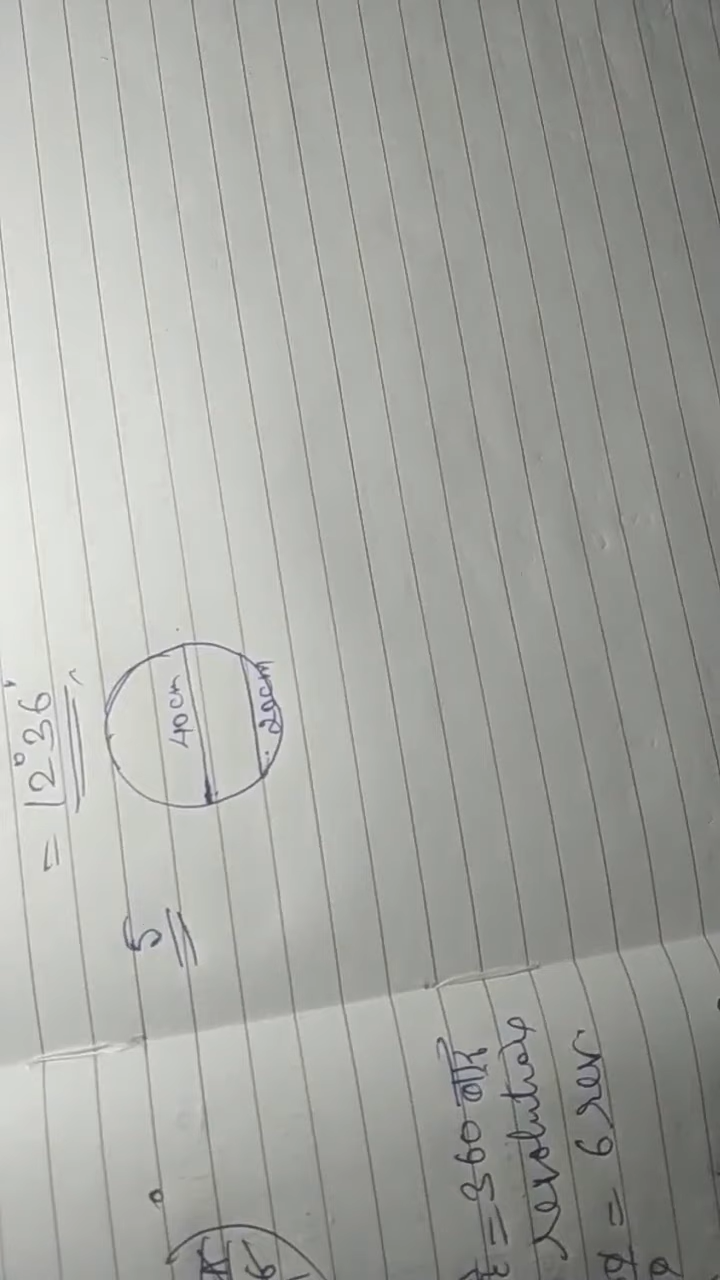 = 12°36'
5
40cm
20cm
= 360 बार
revolution
= 6 rev.